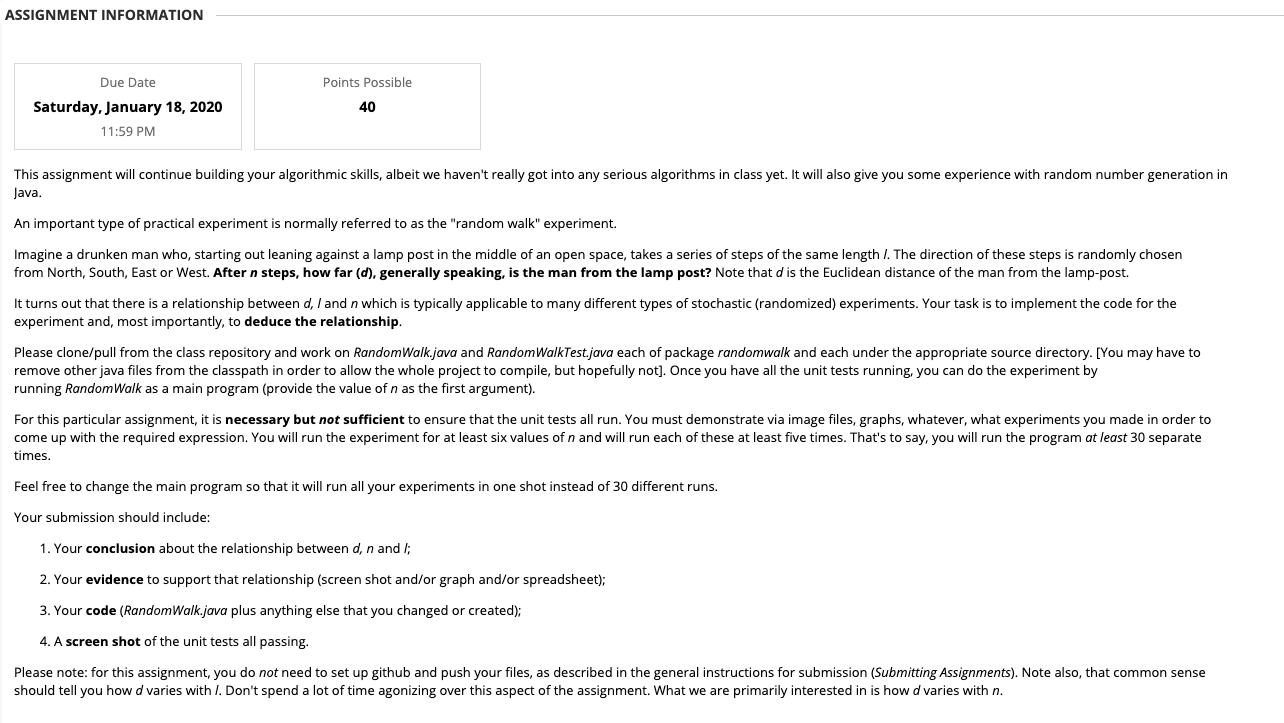 ASSIGNMENT INFORMATION
Due Date
Saturday, January 18, 2020
11:59 PM
Points Possible
40
This assignment will continue building your algorithmic skills, albeit we haven't really got into any serious algorithms in class yet. It will also give you some experience with random number generation in
Java.
An important type of practical experiment is normally referred to as the "random walk" experiment.
Imagine a drunken man who, starting out leaning against a lamp post in the middle of an open space, takes a series of steps of the same length l. The direction of these steps is randomly chosen
from North, South, East or West. After n steps, how far (d), generally speaking, is the man from the lamp post? Note that d is the Euclidean distance of the man from the lamp-post.
It turns out that there is a relationship between d, l and n which is typically applicable to many different types of stochastic (randomized) experiments. Your task is to implement the code for the
experiment and, most importantly, to deduce the relationship.
Please clone/pull from the class repository and work on RandomWalk.java and RandomWalkTest.java each of package randomwalk and each under the appropriate source directory. [You may have to
remove other java files from the classpath in order to allow the whole project to compile, but hopefully not]. Once you have all the unit tests running, you can do the experiment by
running RandomWalk as a main program (provide the value of n as the first argument).
For this particular assignment, it is necessary but not sufficient to ensure that the unit tests all run. You must demonstrate via image files, graphs, whatever, what experiments you made in order to
come up with the required expression. You will run the experiment for at least six values of n and will run each of these at least five times. That's to say, you will run the program at least 30 separate
times.
Feel free to change the main program so that it will run all your experiments in one shot instead of 30 different runs.
Your submission should include:
1. Your conclusion about the relationship between d, n and l;
2. Your evidence to support that relationship (screen shot and/or graph and/or spreadsheet);
3. Your code (RandomWalk.java plus anything else that you changed or created);
4. A screen shot of the unit tests all passing.
Please note: for this assignment, you do not need to set up github and push your files, as described in the general instructions for submission (Submitting Assignments). Note also, that common sense
should tell you how d varies with l. Don't spend a lot of time agonizing over this aspect of the assignment. What we are primarily interested in is how d varies with n.